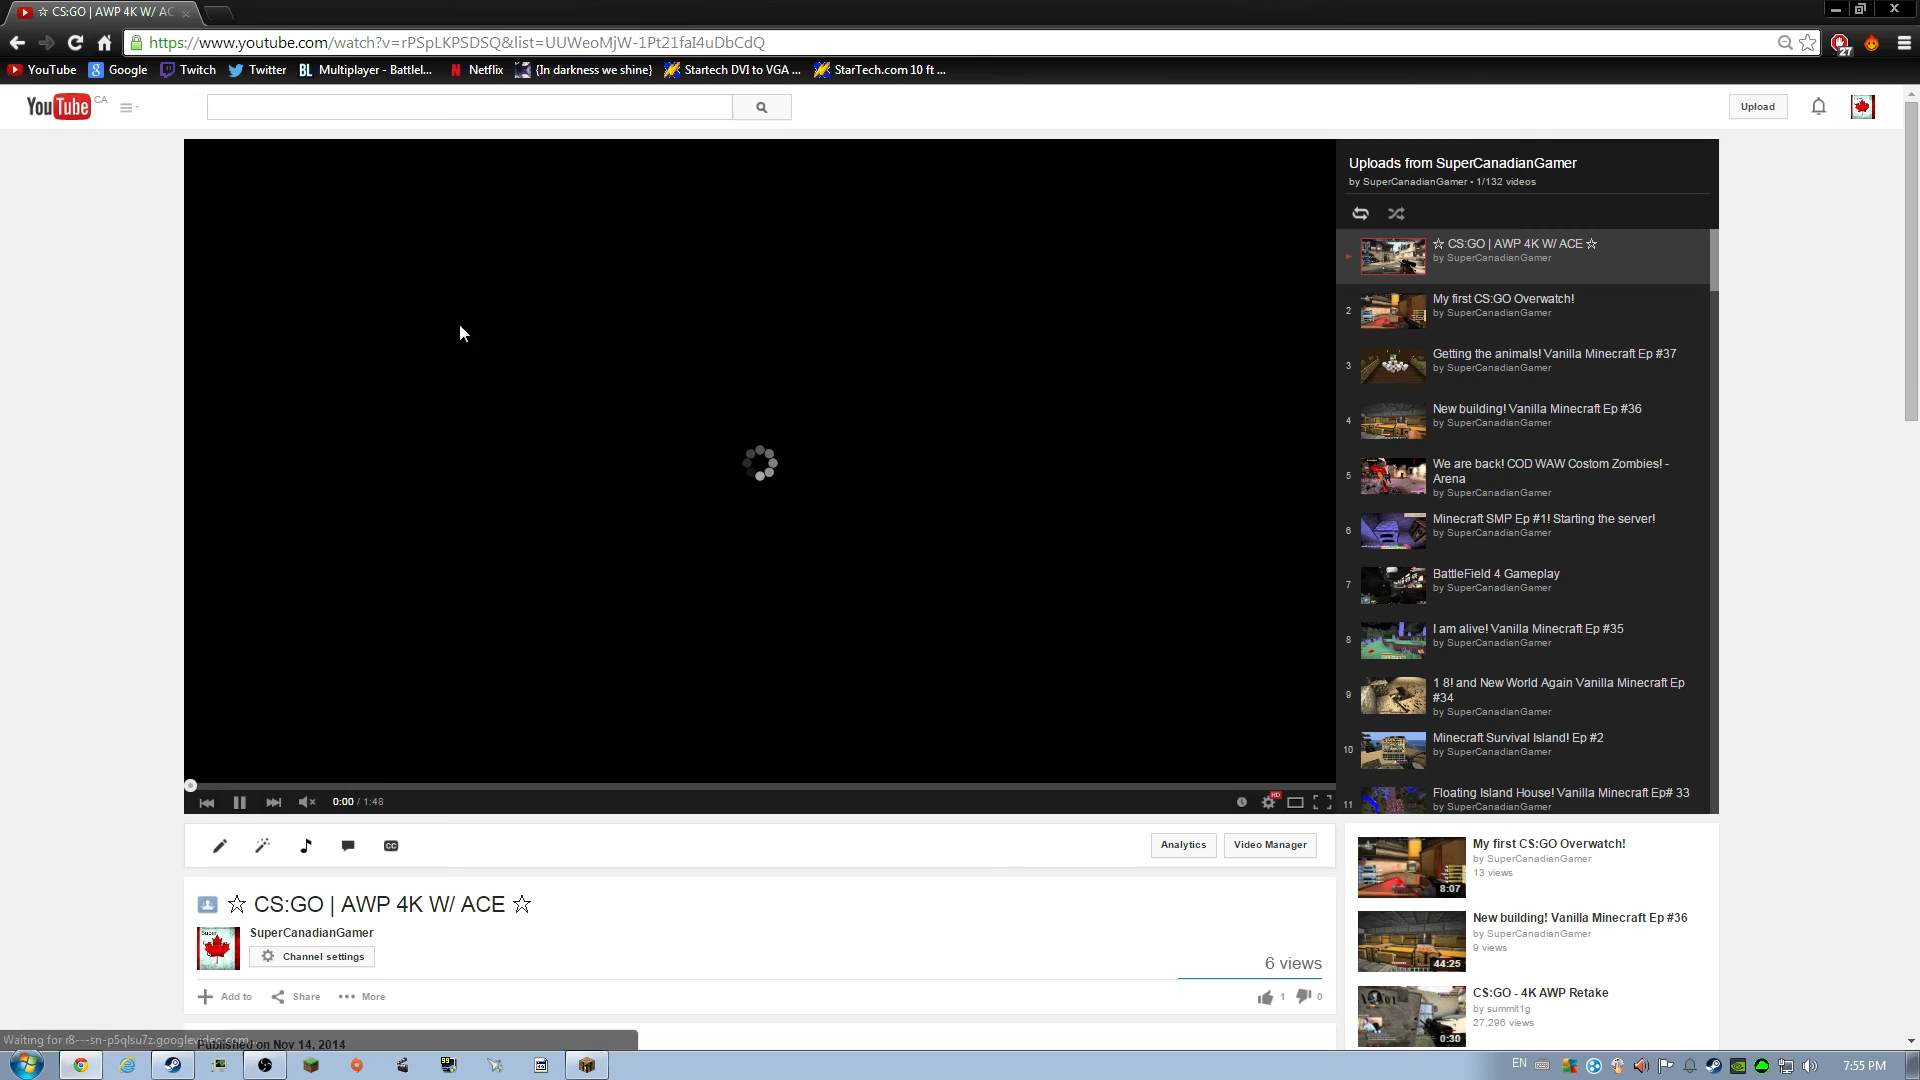 ☆ CS:GO | AWP 4K W/ AC
https://www.youtube.com/watch?v=rPSpLKPSDSQ&list=UUWeoMjW-1Pt21faI4uDbCdQ
27
YouTube Google Twitch Twitter BL Multiplayer - Battlel... Netflix {In darkness we shine} Startech DVI to VGA ... StarTech.com 10 ft ...
YouTube CA
Upload
Uploads from SuperCanadianGamer
by SuperCanadianGamer • 1/132 videos
☆ CS:GO | AWP 4K W/ ACE ☆
by SuperCanadianGamer
2
My first CS:GO Overwatch!
by SuperCanadianGamer
3
Getting the animals! Vanilla Minecraft Ep #37
by SuperCanadianGamer
4
New building! Vanilla Minecraft Ep #36
by SuperCanadianGamer
5
We are back! COD WAW Costom Zombies! -
Arena
by SuperCanadianGamer
6
Minecraft SMP Ep #1! Starting the server!
by SuperCanadianGamer
7
BattleField 4 Gameplay
by SuperCanadianGamer
8
I am alive! Vanilla Minecraft Ep #35
by SuperCanadianGamer
9
1 8! and New World Again Vanilla Minecraft Ep
#34
by SuperCanadianGamer
10
Minecraft Survival Island! Ep #2
by SuperCanadianGamer
11
Floating Island House! Vanilla Minecraft Ep# 33
by SuperCanadianGamer
0:00 / 1:48
HD
CC
Analytics
Video Manager
☆ CS:GO | AWP 4K W/ ACE ☆
SuperCanadianGamer
Channel settings
6 views
Add to Share More
1 0
Published on Nov 14, 2014
Waiting for r8---sn-p5qlsu7z.googlevideo.com...
My first CS:GO Overwatch!
by SuperCanadianGamer
13 views
8:07
New building! Vanilla Minecraft Ep #36
by SuperCanadianGamer
9 views
44:25
CS:GO - 4K AWP Retake
by summit1g
27,296 views
0:30
EN
7:55 PM